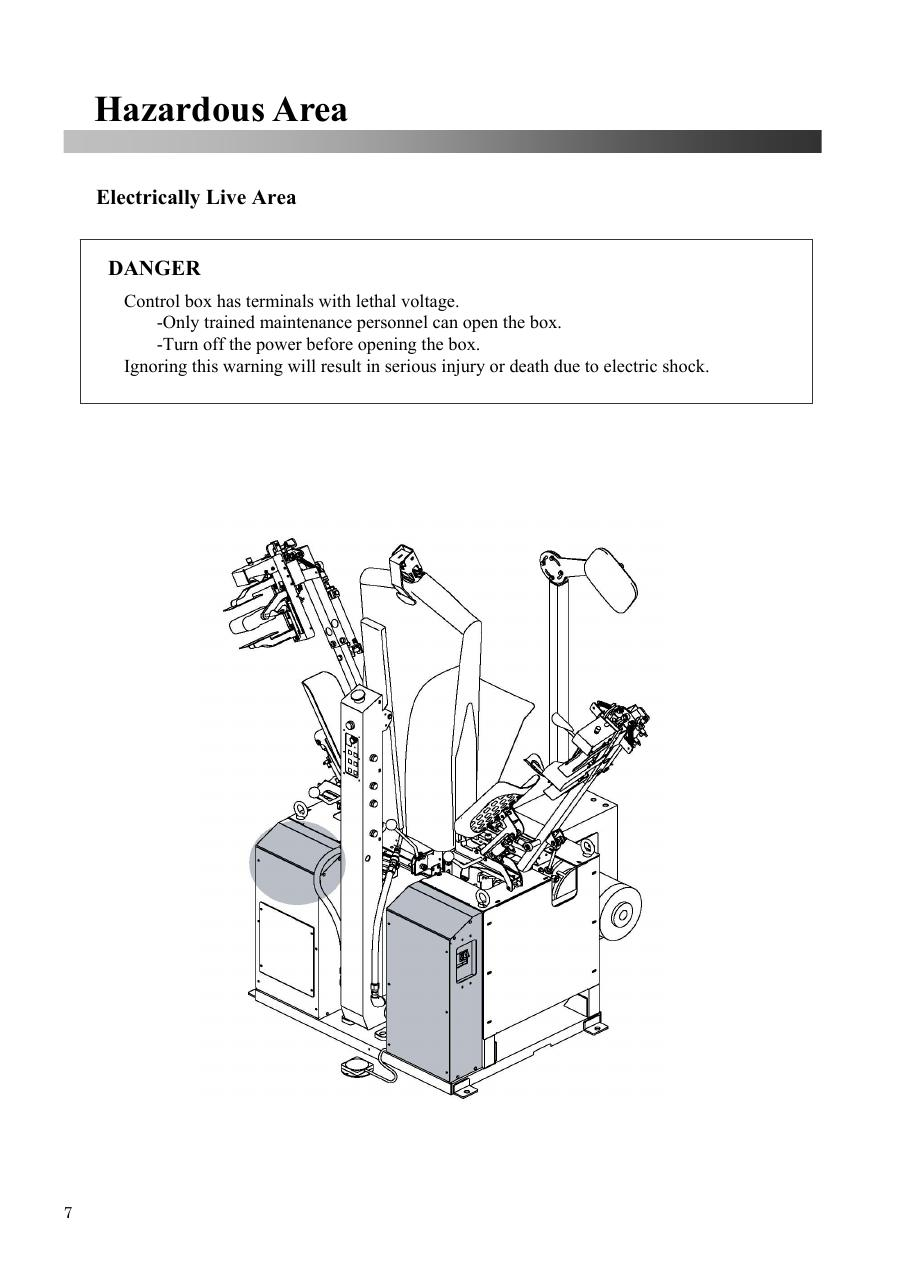 Hazardous Area
Electrically Live Area
DANGER
Control box has terminals with lethal voltage.
-Only trained maintenance personnel can open the box.
-Turn off the power before opening the box.
Ignoring this warning will result in serious injury or death due to electric shock.
7